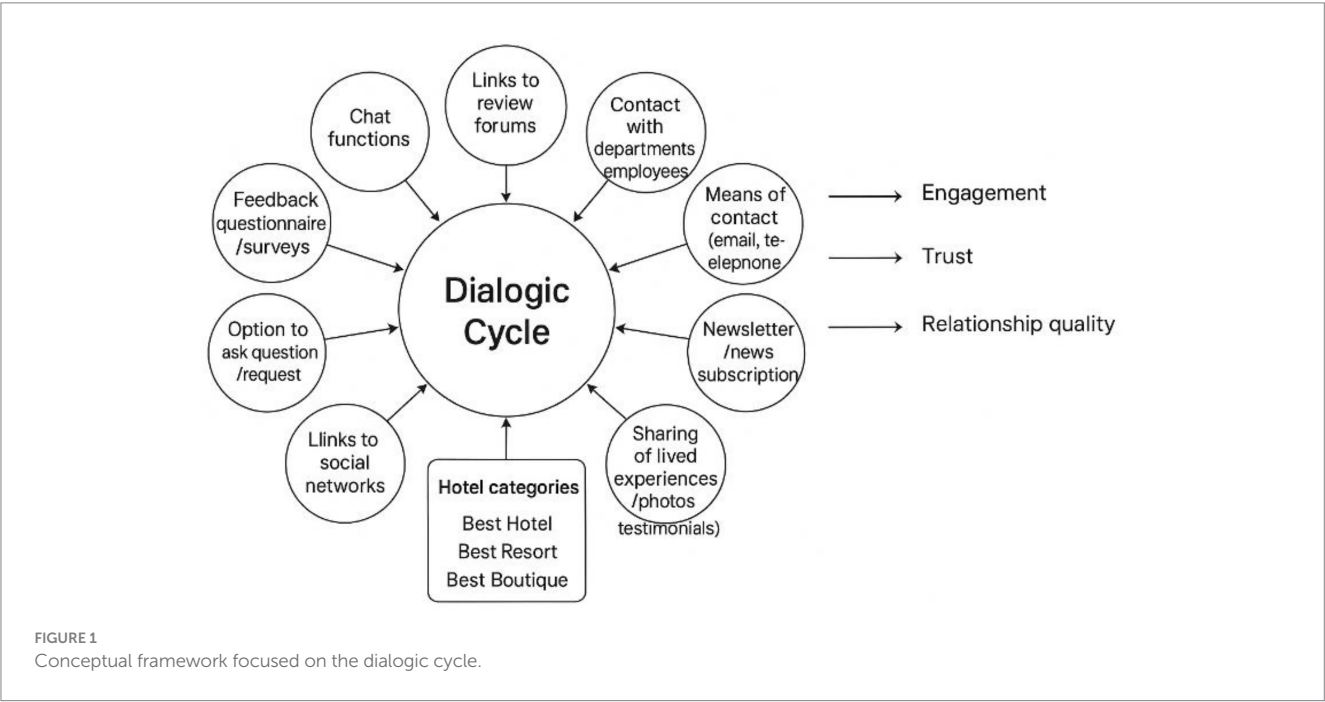 Links to
review
forums
Chat
functions
Contact
with
departments
employees
Feedback
questionnaire
/surveys
Means of
contact
(email, te-
elepnone
Engagement
Trust
Relationship quality
Dialogic
Cycle
Option to
ask question
/request
Newsletter
/news
subscription
Llinks to
social
networks
Sharing
of lived
experiences
/photos
testimonials)
Hotel categories
Best Hotel
Best Resort
Best Boutique
FIGURE 1
Conceptual framework focused on the dialogic cycle.